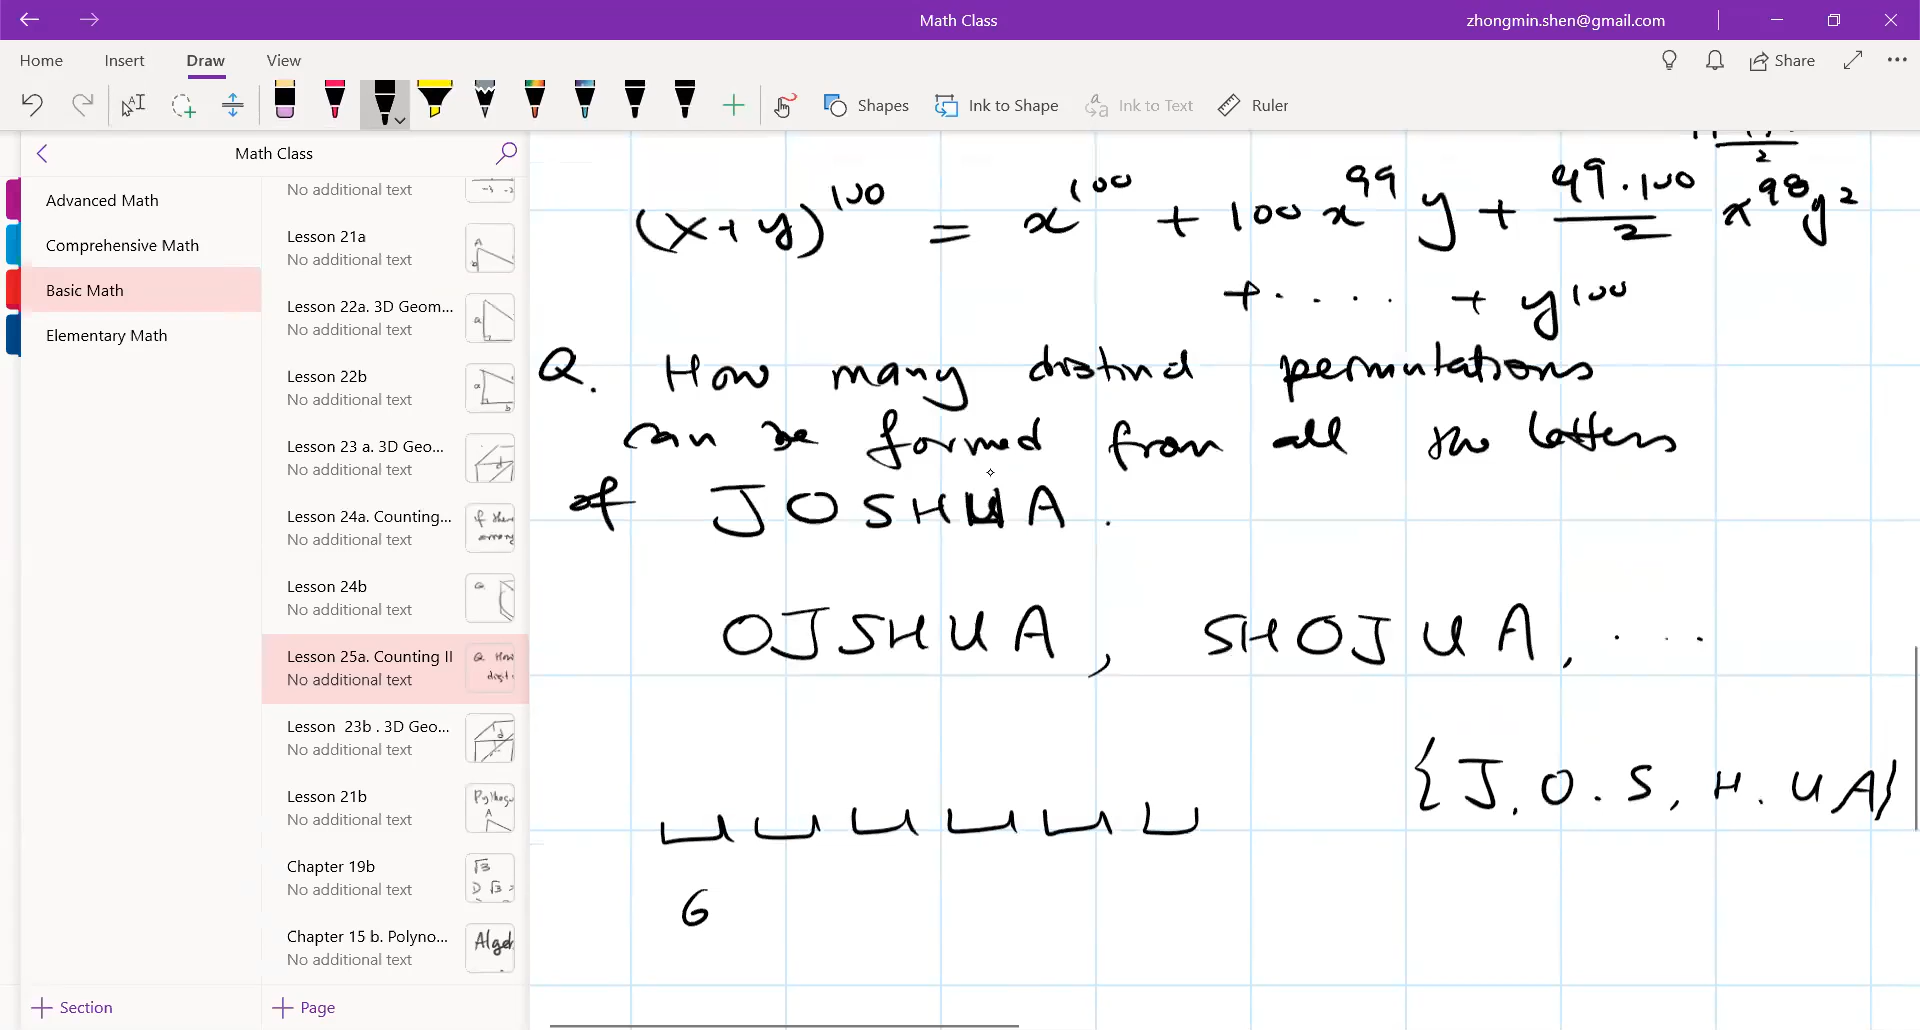 Math Class
zhongmin.shen@gmail.com
Home Insert Draw View
Share
Shapes Ink to Shape Ink to Text Ruler
Math Class
Advanced Math
Comprehensive Math
Basic Math
Elementary Math
No additional text
Lesson 21a
No additional text
Lesson 22a. 3D Geom...
No additional text
Lesson 22b
No additional text
Lesson 23 a. 3D Geo...
No additional text
Lesson 24a. Counting...
No additional text
Lesson 24b
No additional text
Lesson 25a. Counting II
No additional text
Lesson 23b . 3D Geo...
No additional text
Lesson 21b
No additional text
Chapter 19b
No additional text
Chapter 15 b. Polyno...
No additional text
+ Section
+ Page
(x+y)^100 = x^100 + 100 x^99 y + 99.100/2 x^98 y^2
+ .... + y^100
Q. How many distinct permutations
can be formed from all the letters
of JOSHUA.
OJSHUA, SHOJUA, ...
{J.O.S,H.UA}
6